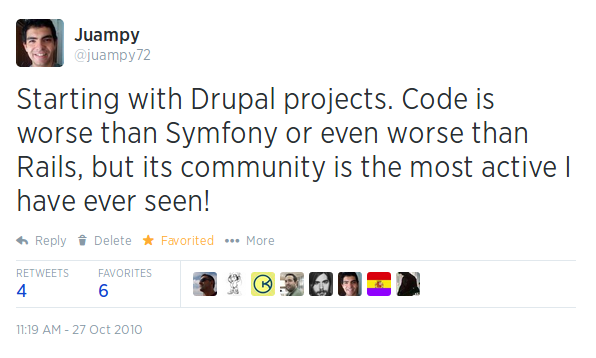 Juampy
@juampy72
Starting with Drupal projects. Code is
worse than Symfony or even worse than
Rails, but its community is the most active I
have ever seen!
Reply Delete Favorited More
RETWEETS FAVORITES
4 6
11:19 AM - 27 Oct 2010